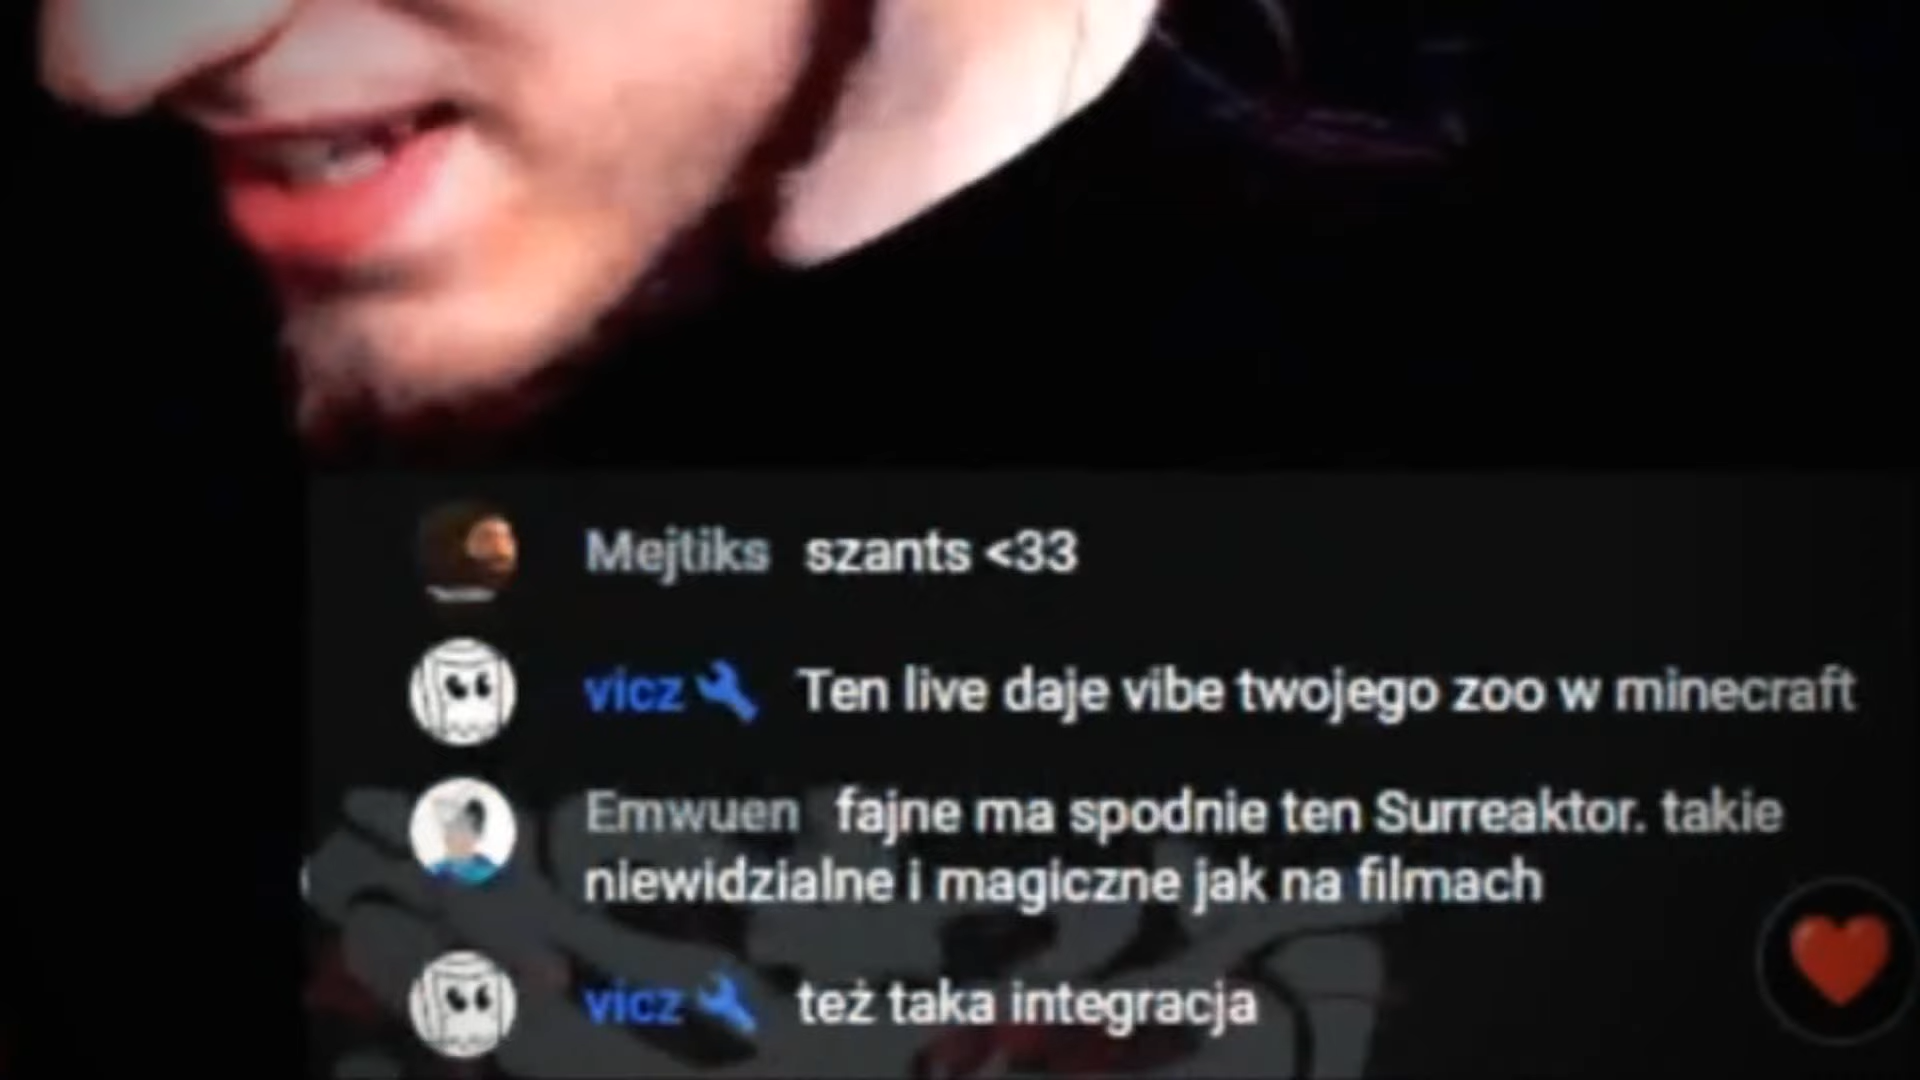 Mejtiks szants <33
vicz Ten live daje vibe twojego zoo w minecraft
Emwuen fajne ma spodnie ten Surreaktor. takie
niewidzialne i magiczne jak na filmach
vicz też taka integracja